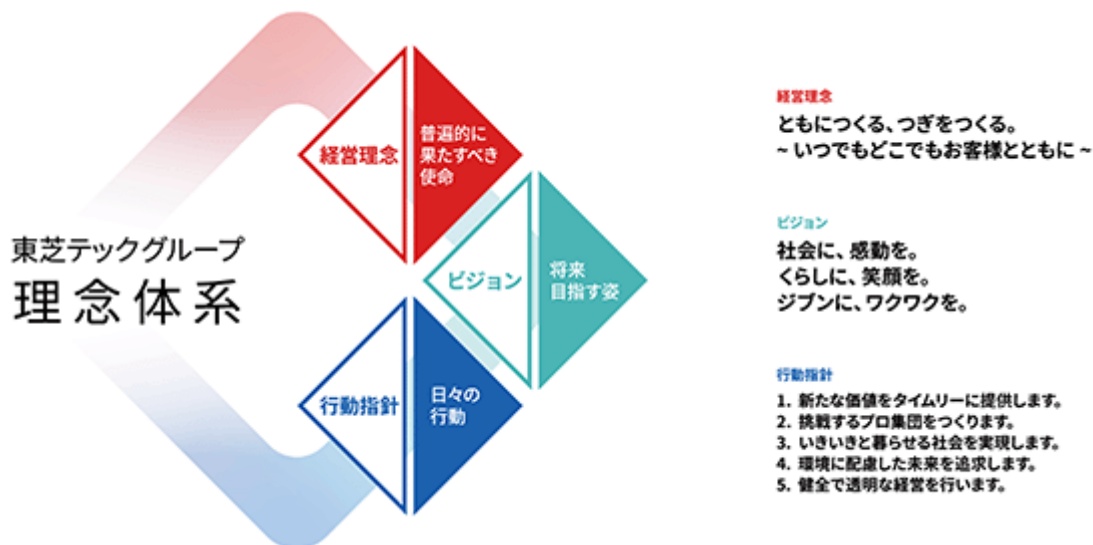 東芝テックグループ
理念体系
経営理念
普遍的に
果たすべき
使命
ビジョン
将来
目指す姿
行動指針
日々の
行動
経営理念
ともにつくる、つぎをつくる。
~ いつでもどこでもお客様とともに ~
ビジョン
社会に、感動を。
くらしに、笑顔を。
ジブンに、ワクワクを。
行動指針
1. 新たな価値をタイムリーに提供します。
2. 挑戦するプロ集団をつくります。
3. いきいきと暮らせる社会を実現します。
4. 環境に配慮した未来を追求します。
5. 健全で透明な経営を行います。